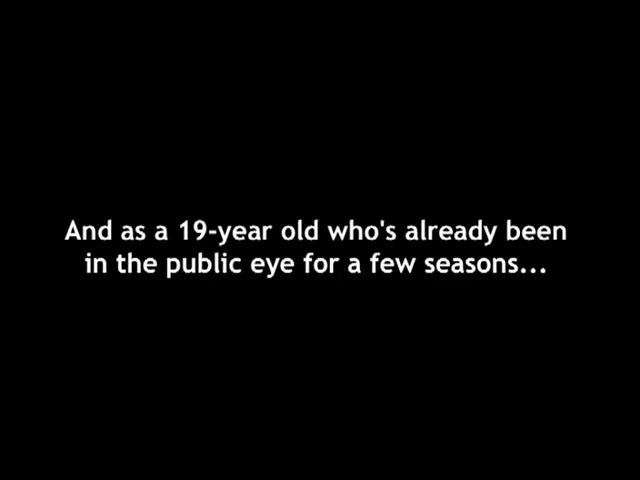 And as a 19-year old who's already been
in the public eye for a few seasons...